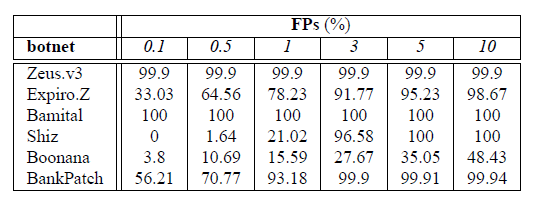 FPs (%)
botnet 0.1 0.5 1 3 5 10
Zeus.v3 99.9 99.9 99.9 99.9 99.9 99.9
Expiro.Z 33.03 64.56 78.23 91.77 95.23 98.67
Bamital 100 100 100 100 100 100
Shiz 0 1.64 21.02 96.58 100 100
Boonana 3.8 10.69 15.59 27.67 35.05 48.43
BankPatch 56.21 70.77 93.18 99.9 99.91 99.94